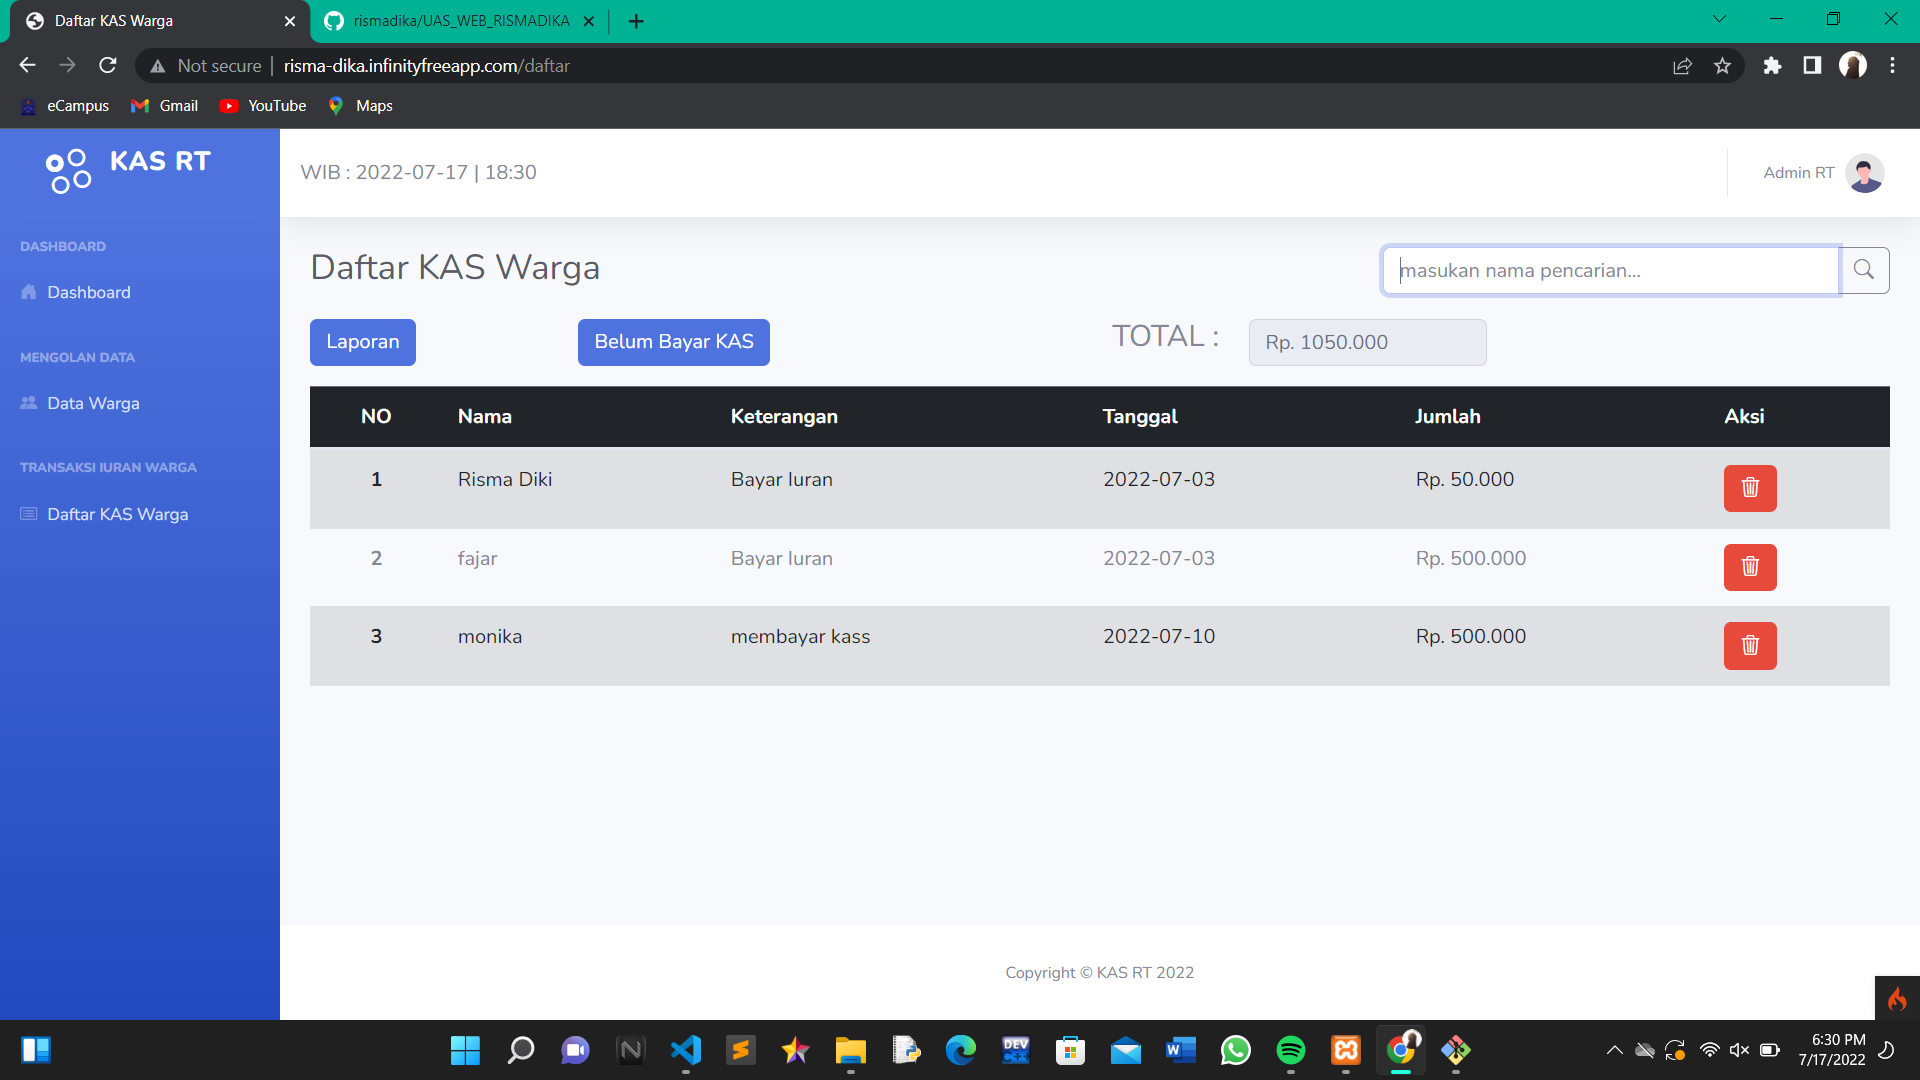 Daftar KAS Warga
rismadika/UAS_WEB_RISMADIKA
Not secure
risma-dika.infinityfreeapp.com/daftar
eCampus
Gmail
YouTube
Maps
KAS RT
WIB : 2022-07-17 | 18:30
Admin RT
DASHBOARD
Dashboard
MENGOLAN DATA
Data Warga
TRANSAKSI IURAN WARGA
Daftar KAS Warga
Daftar KAS Warga
masukan nama pencarian...
Laporan
Belum Bayar KAS
TOTAL :
Rp. 1050.000
NO Nama Keterangan Tanggal Jumlah Aksi
1 Risma Diki Bayar Iuran 2022-07-03 Rp. 50.000
2 fajar Bayar Iuran 2022-07-03 Rp. 500.000
3 monika membayar kass 2022-07-10 Rp. 500.000
Copyright © KAS RT 2022
DEV
C++
6:30 PM
7/17/2022